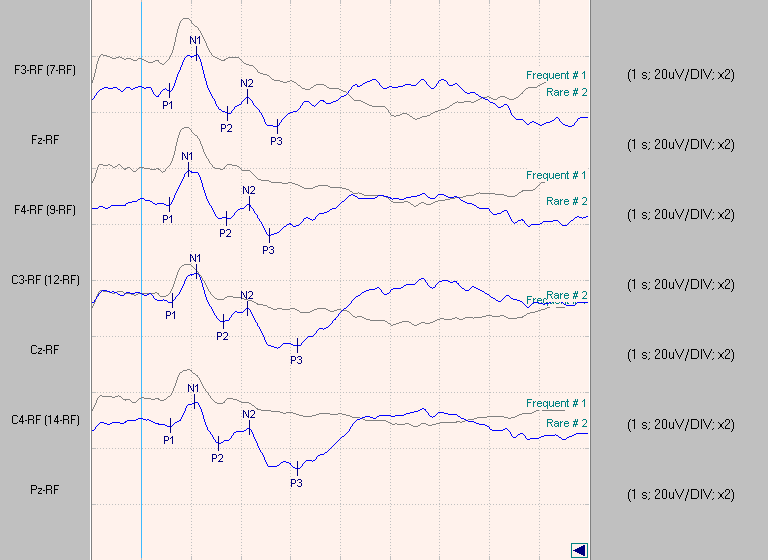 F3-RF (7-RF)
N1
N2
P1
P2
P3
Frequent # 1
Rare # 2
(1 s; 20uV/DIV; x2)
Fz-RF
(1 s; 20uV/DIV; x2)
N1
N2
P1
P2
P3
Frequent # 1
Rare # 2
F4-RF (9-RF)
(1 s; 20uV/DIV; x2)
C3-RF (12-RF)
N1
N2
P1
P2
P3
Rare # 2
(1 s; 20uV/DIV; x2)
Cz-RF
(1 s; 20uV/DIV; x2)
N1
N2
P1
P2
P3
Frequent # 1
Rare # 2
C4-RF (14-RF)
(1 s; 20uV/DIV; x2)
Pz-RF
(1 s; 20uV/DIV; x2)